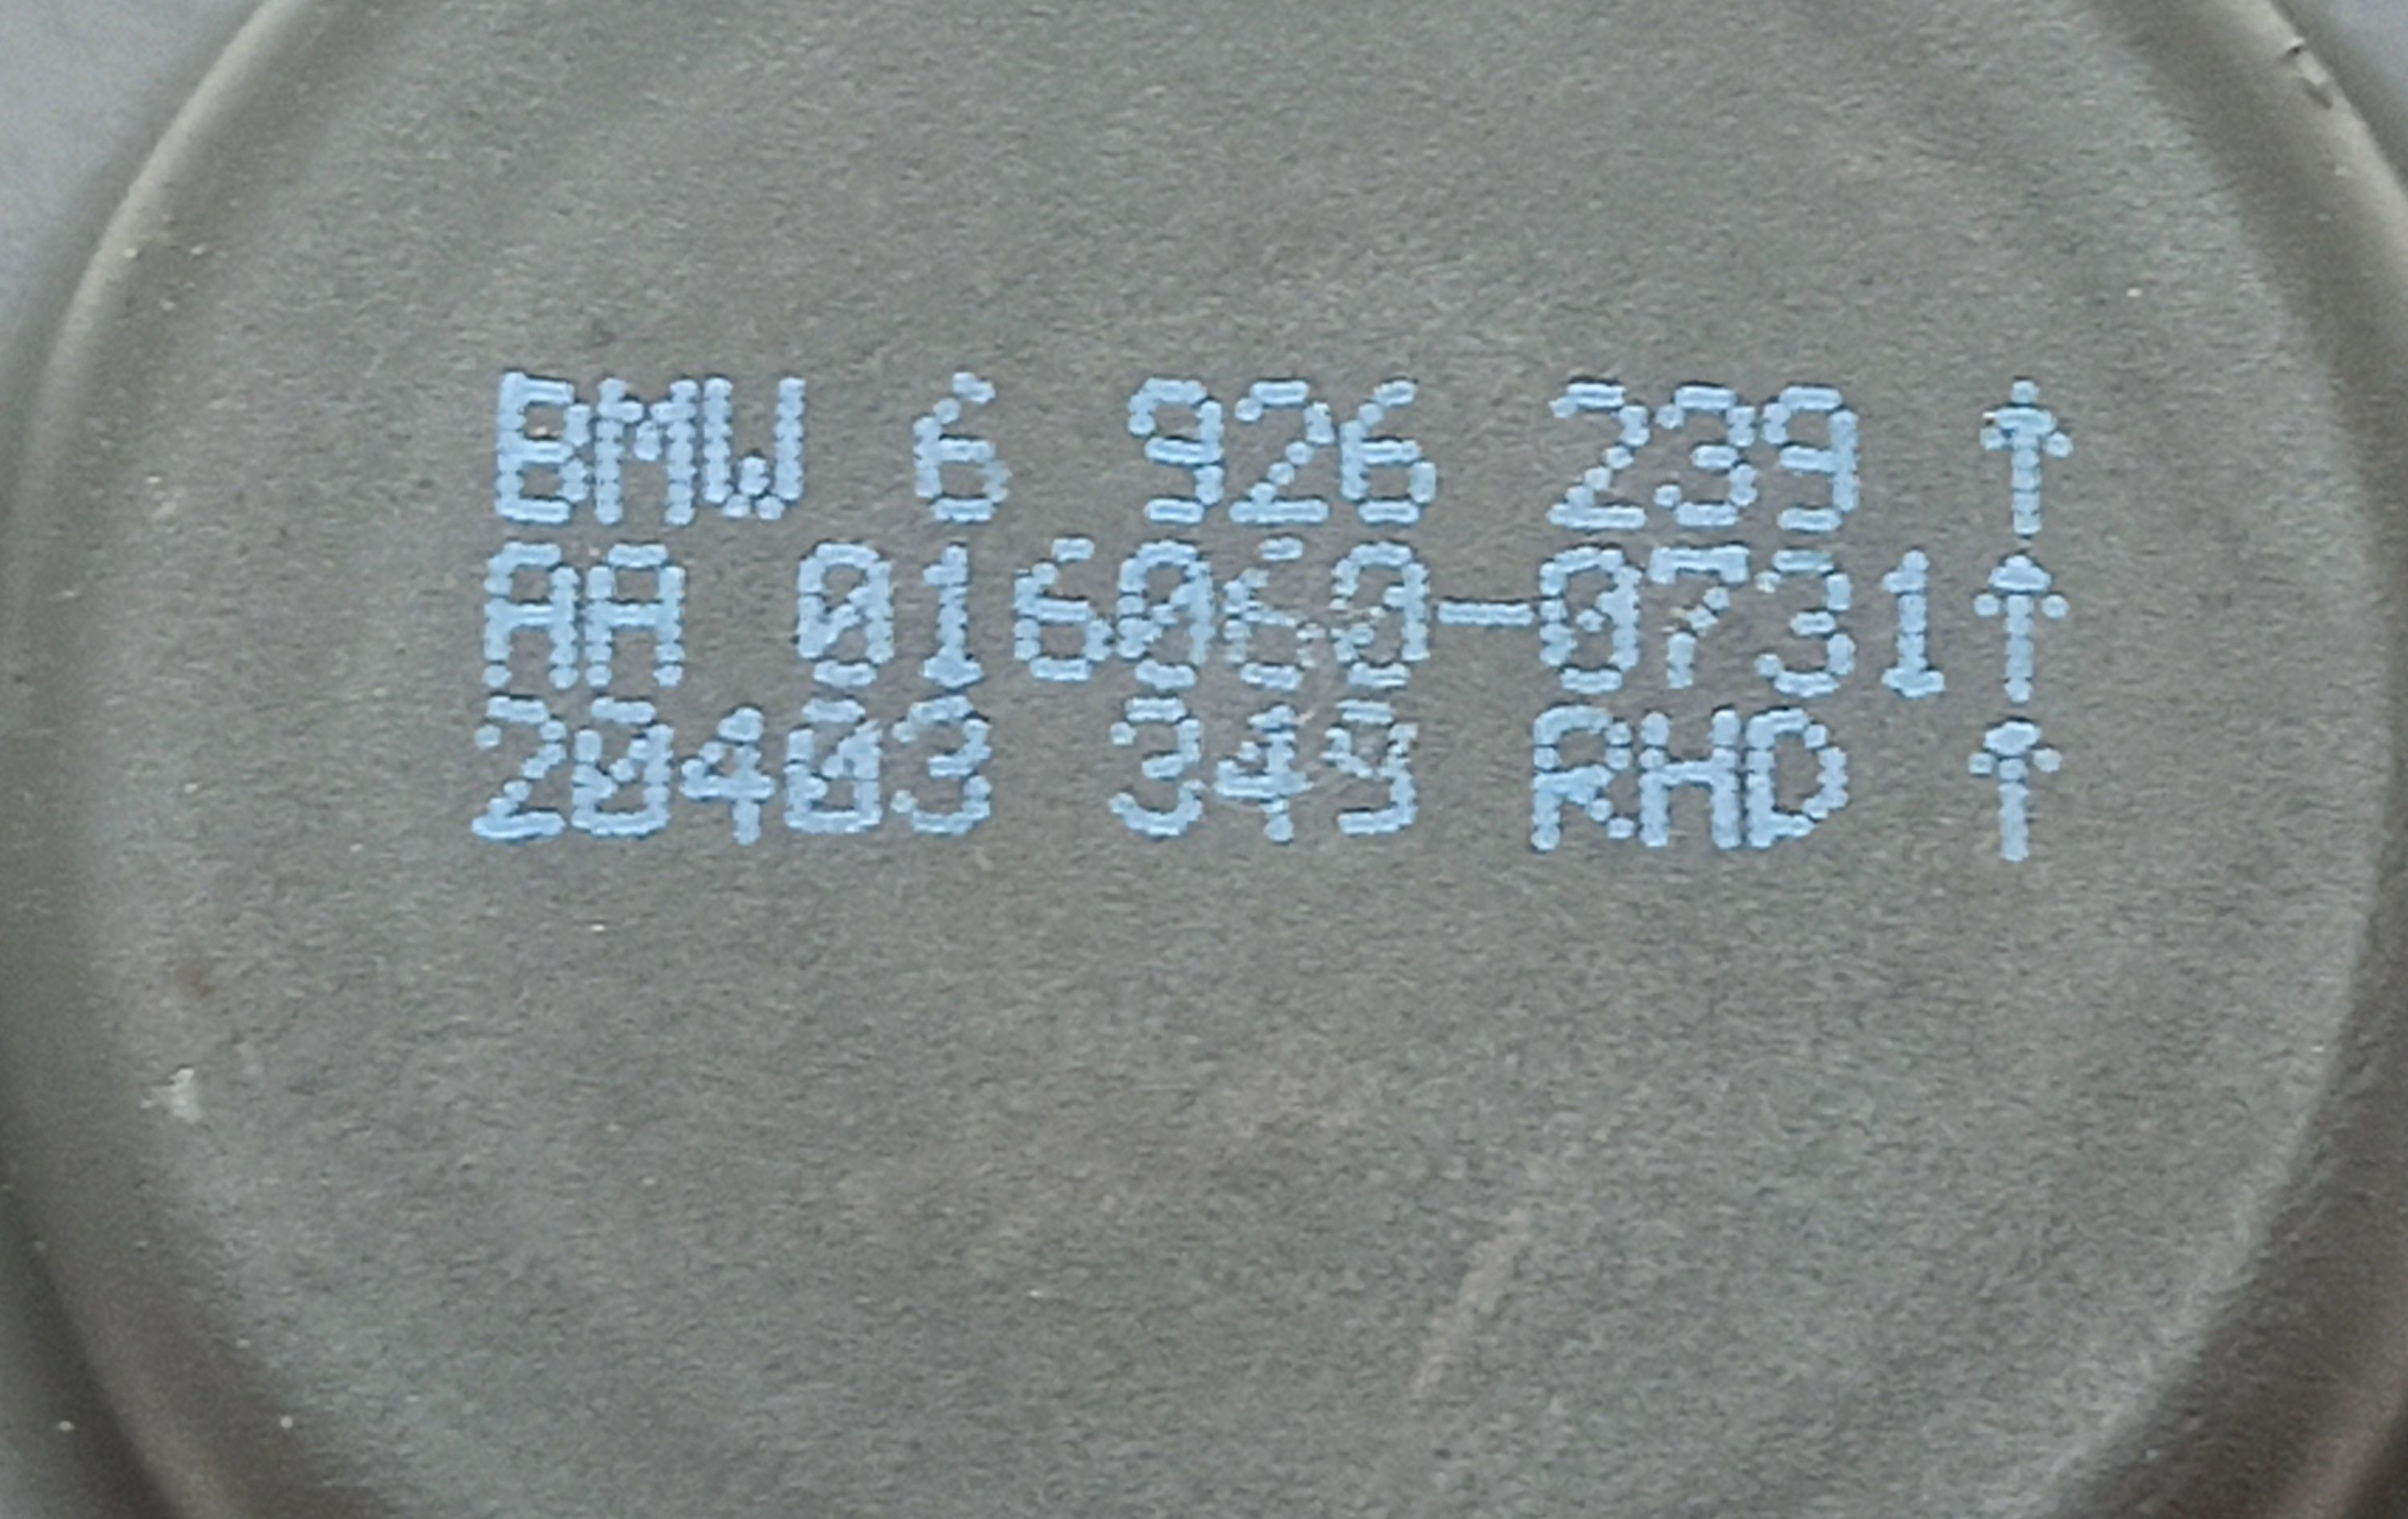 BMW 6 926 239 ↑
AA 016060-0731↑
20403 349 RHD ↑